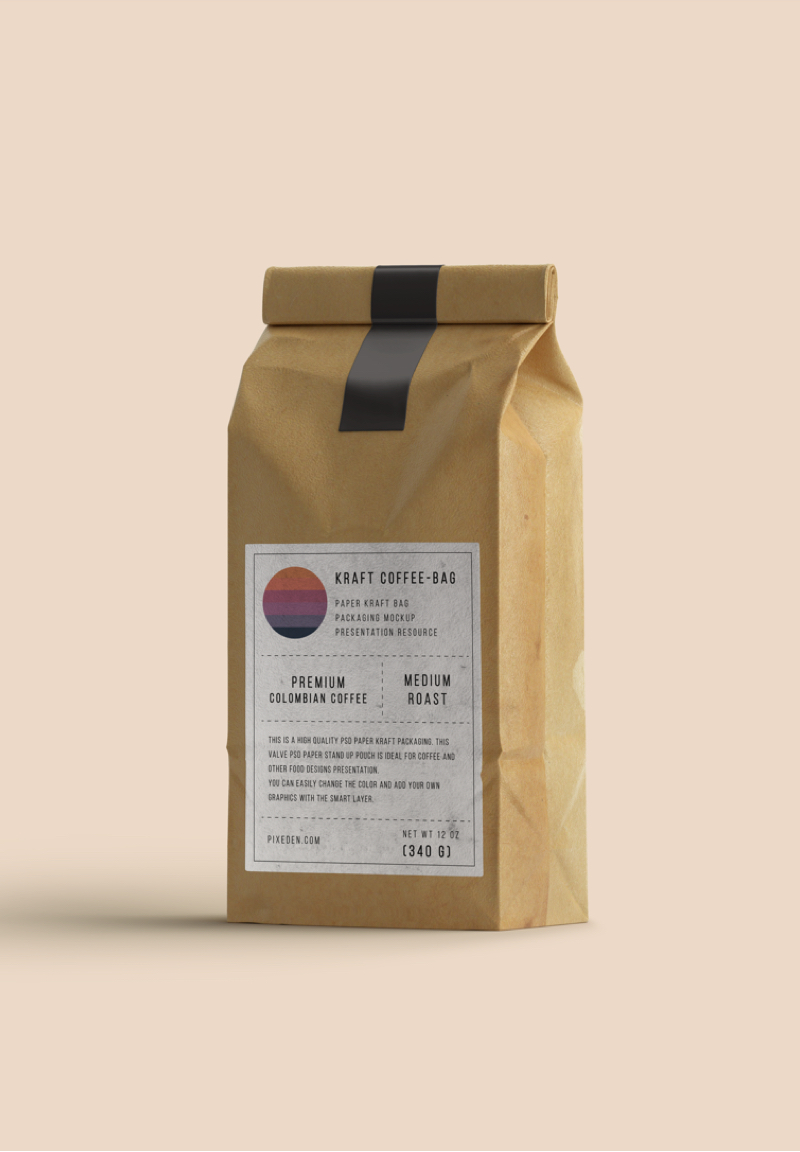 KRAFT COFFEE-BAG
PAPER KRAFT BAG
PACKAGING MOCKUP
PRESENTATION RESOURCE
PREMIUM
COLOMBIAN COFFEE
MEDIUM
ROAST
THIS IS A HIGH QUALITY PSD PAPER KRAFT PACKAGING. THIS
VALVE PSD PAPER STAND UP POUCH IS IDEAL FOR COFFEE AND
OTHER FOOD DESIGNS PRESENTATION.
YOU CAN EASILY CHANGE THE COLOR AND ADD YOUR OWN
GRAPHICS WITH THE SMART LAYER.
PIXEDEN.COM
NET WT 12 OZ
(340 G)